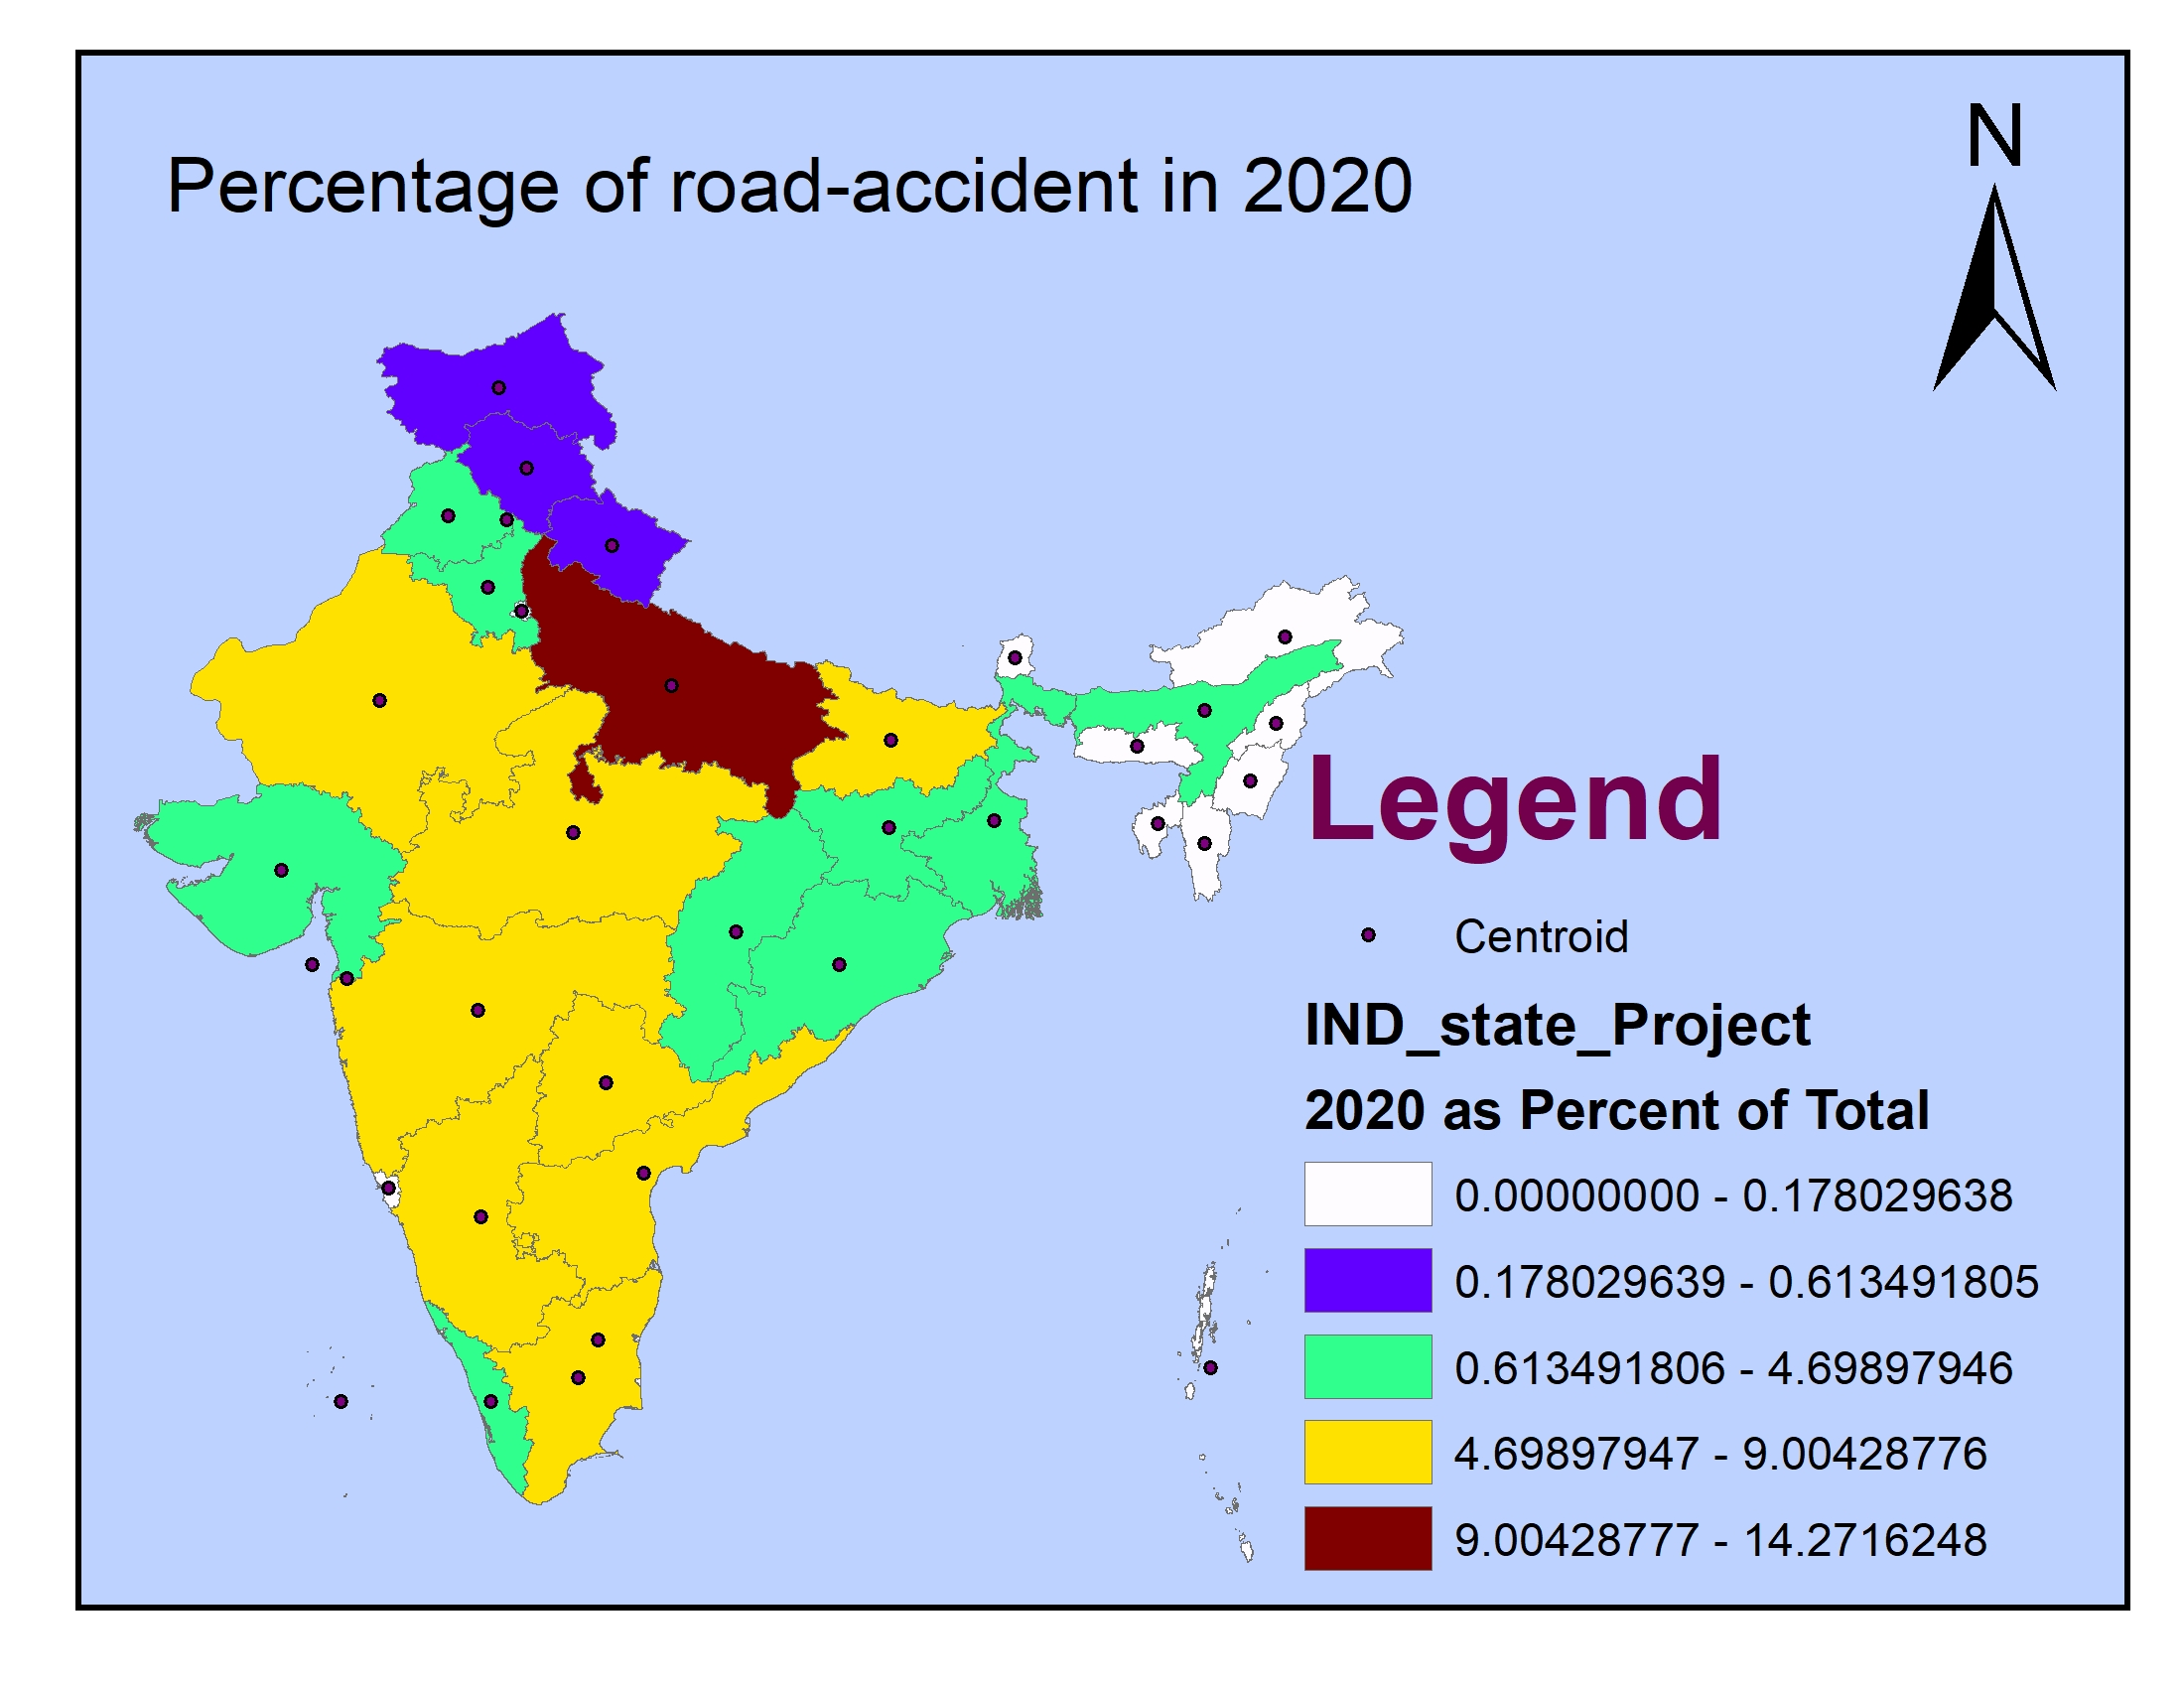 N
Percentage of road-accident in 2020
Legend
Centroid
IND_state_Project
2020 as Percent of Total
0.00000000 - 0.178029638
0.178029639 - 0.613491805
0.613491806 - 4.69897946
4.69897947 - 9.00428776
9.00428777 - 14.2716248